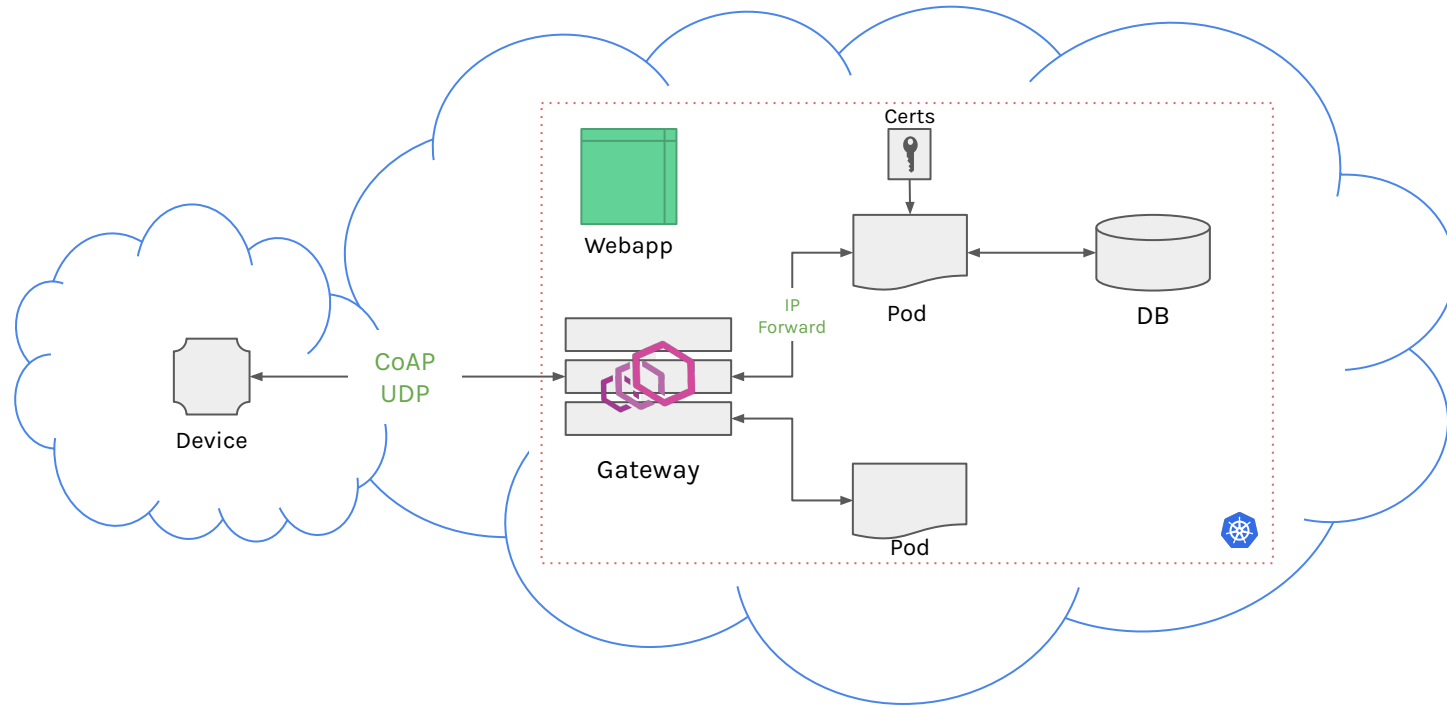 Certs
Webapp
IP
Forward
Pod
DB
CoAP
UDP
Device
Gateway
Pod